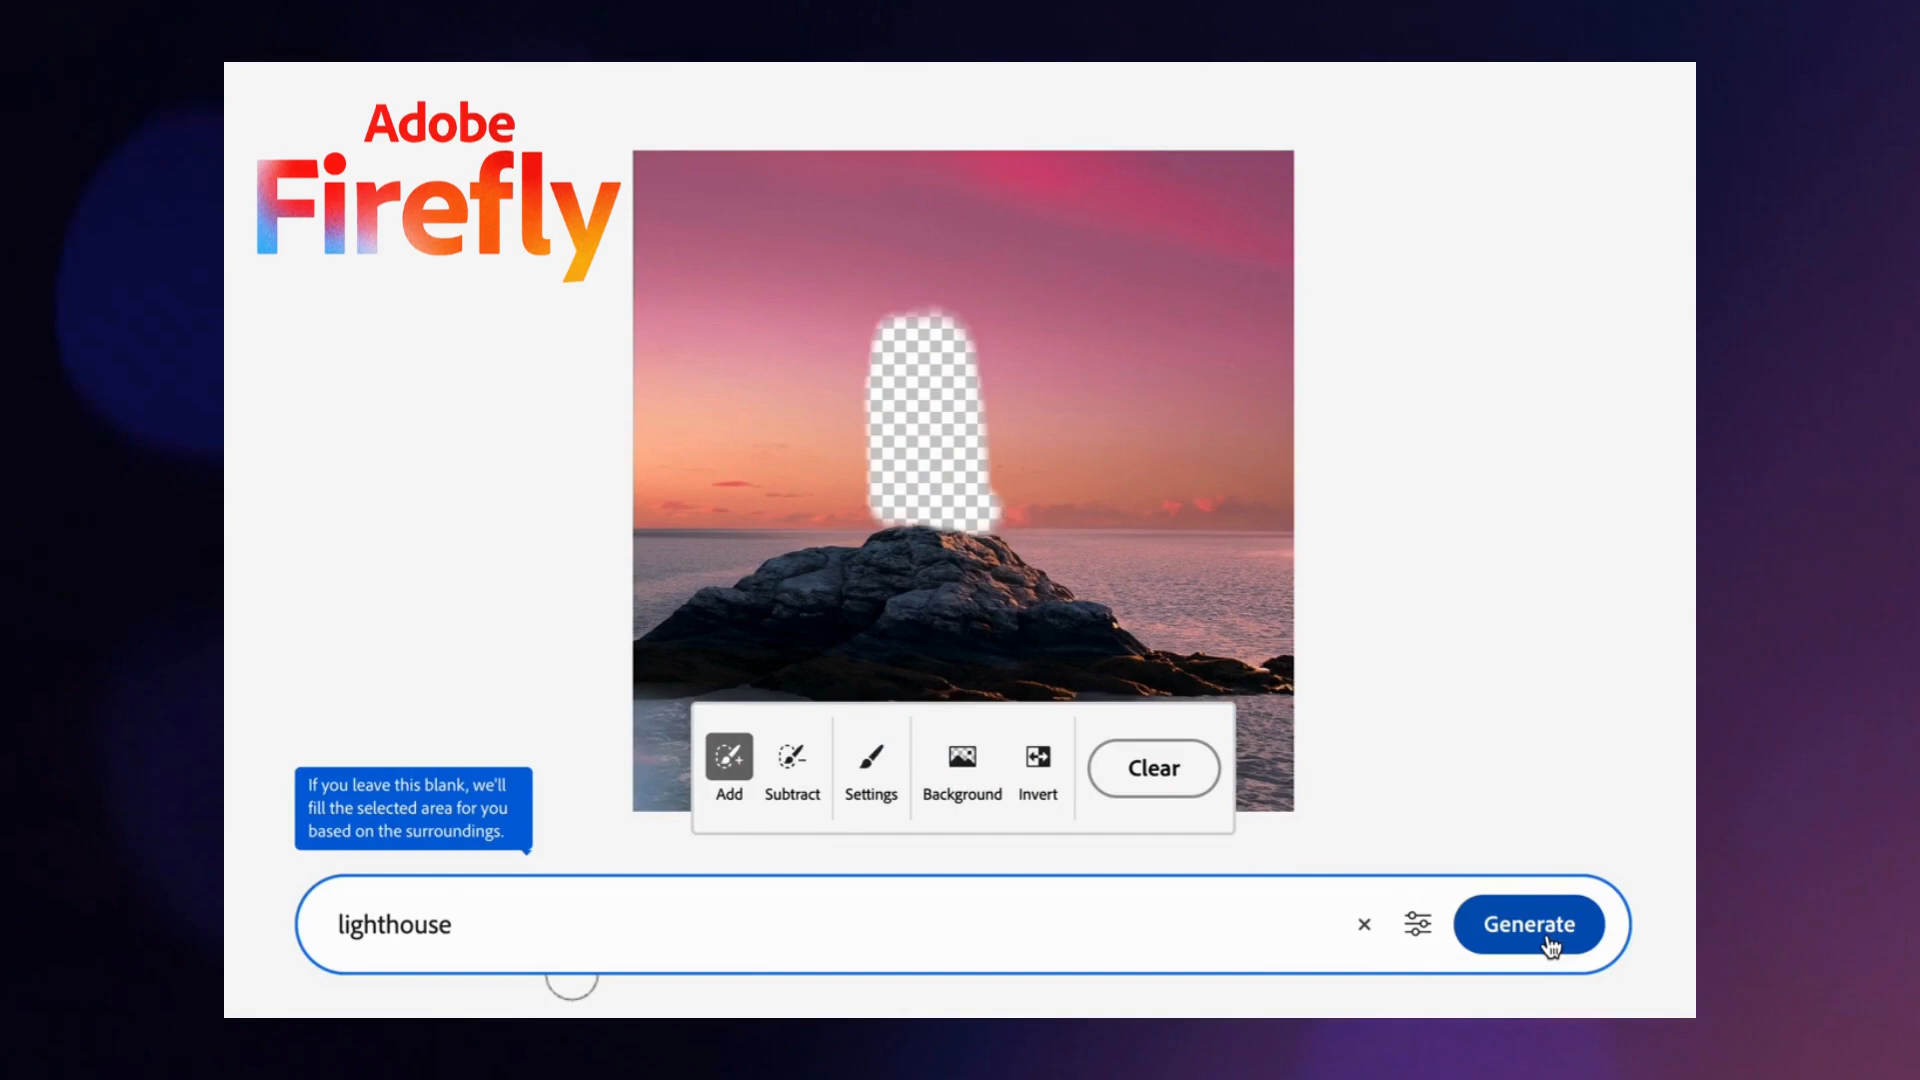 Adobe
Firefly
Add
Subtract
Settings
Background
Invert
Clear
If you leave this blank, we'll
fill the selected area for you
based on the surroundings.
lighthouse
Generate